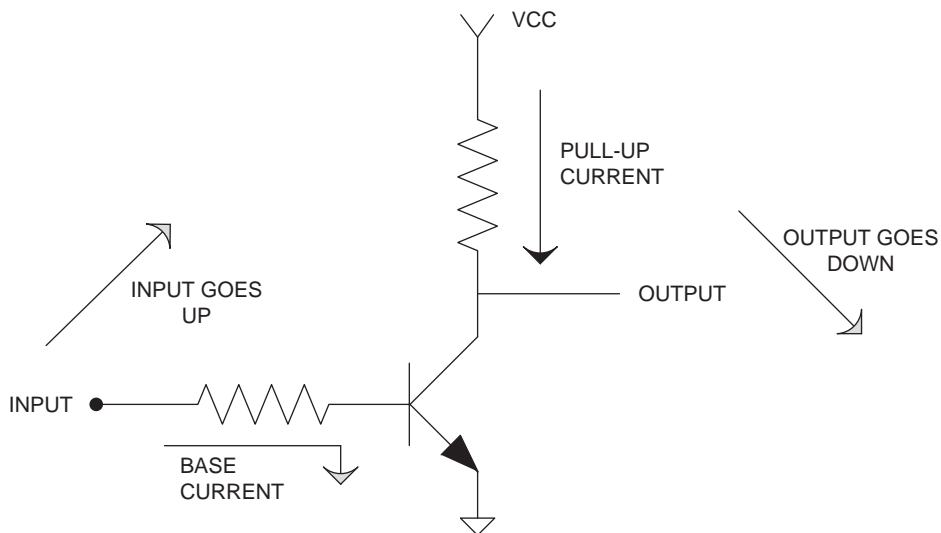 VCC
PULL-UP
CURRENT
OUTPUT GOES
DOWN
INPUT GOES
UP
OUTPUT
INPUT
BASE
CURRENT